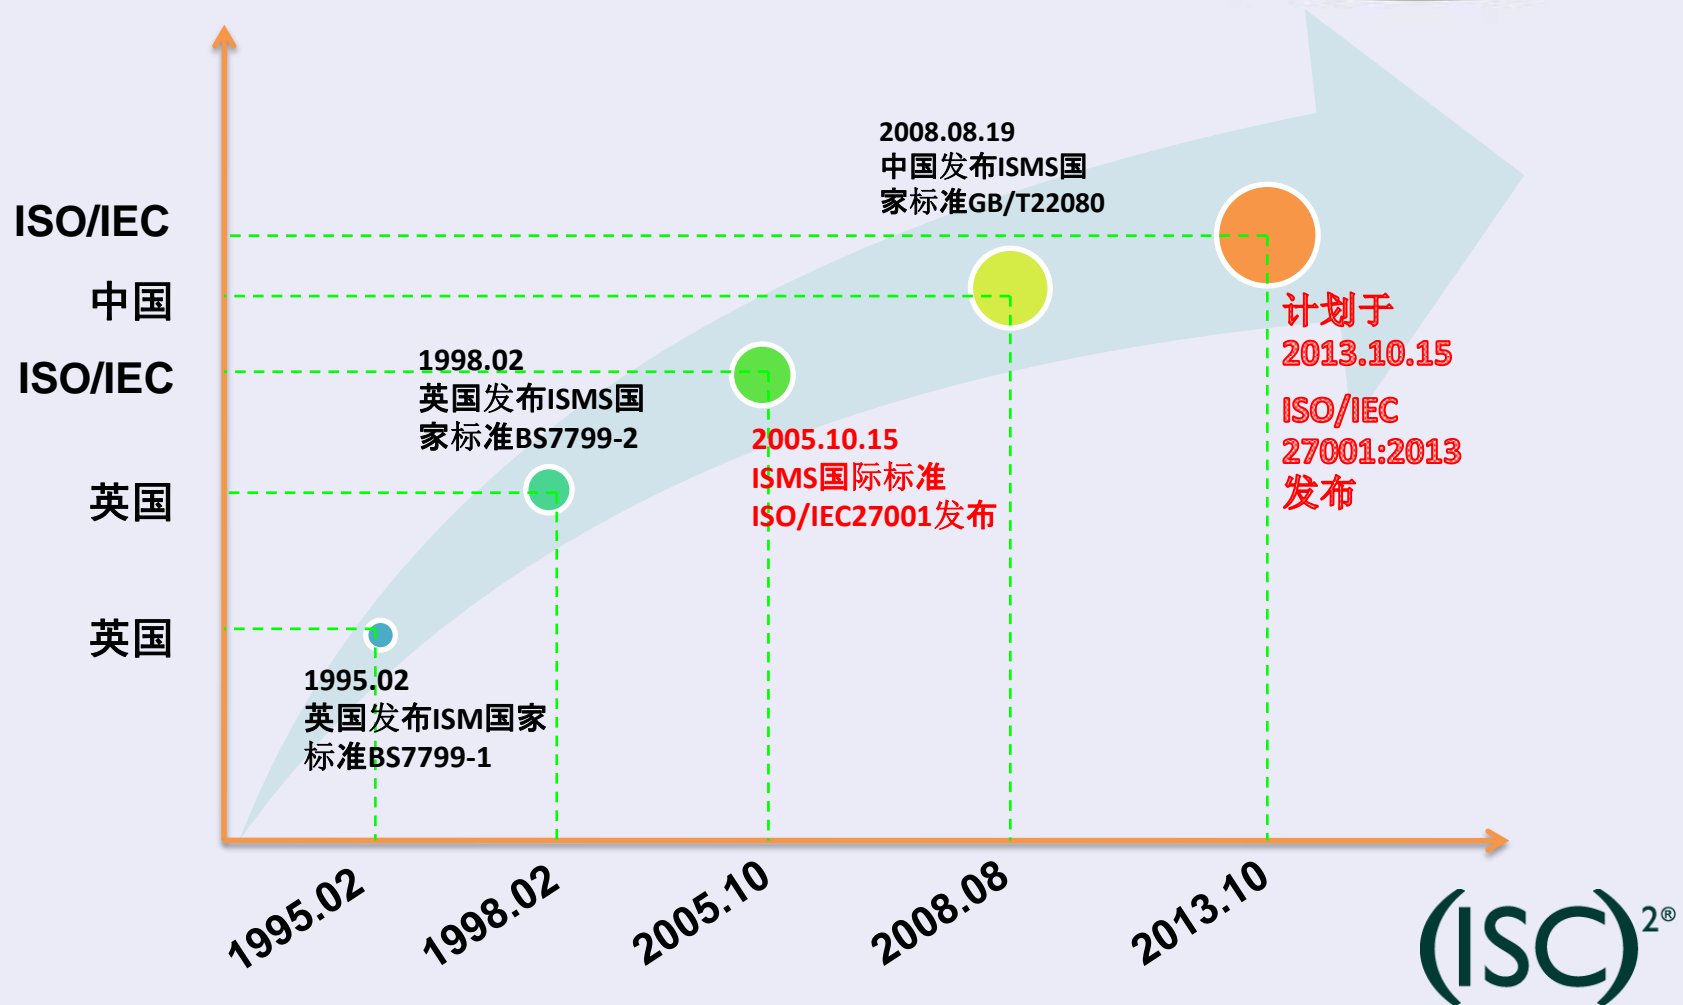 2008.08.19
中国发布ISMS国
家标准GB/T22080
ISO/IEC
中国
计划于
2013.10.15
ISO/IEC
1998.02
英国发布ISMS国
家标准BS7799-2
ISO/IEC
27001:2013
发布
2005.10.15
ISMS国际标准
ISO/IEC27001发布
英国
英国
1995.02
英国发布ISM国家
标准BS7799-1
1995.02
1998.02
2005.10
2008.08
2013.10
(ISC)2®